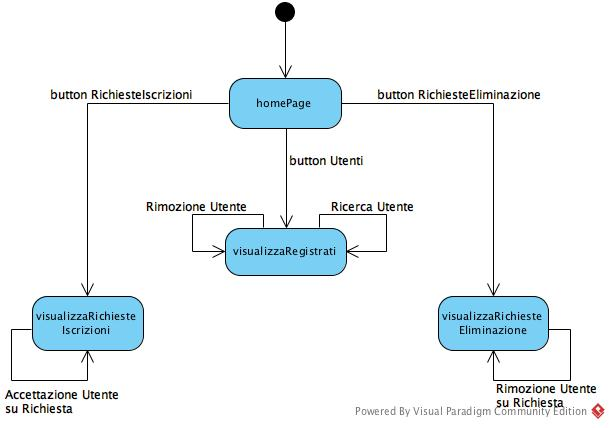 button RichiesteIscrizioni
homePage
button RichiesteEliminazione
button Utenti
Rimozione Utente
Ricerca Utente
visualizzaRegistrati
visualizzaRichieste
Iscrizioni
visualizzaRichieste
Eliminazione
Accettazione Utente
su Richiesta
Rimozione Utente
su Richiesta
Powered By Visual Paradigm Community Edition